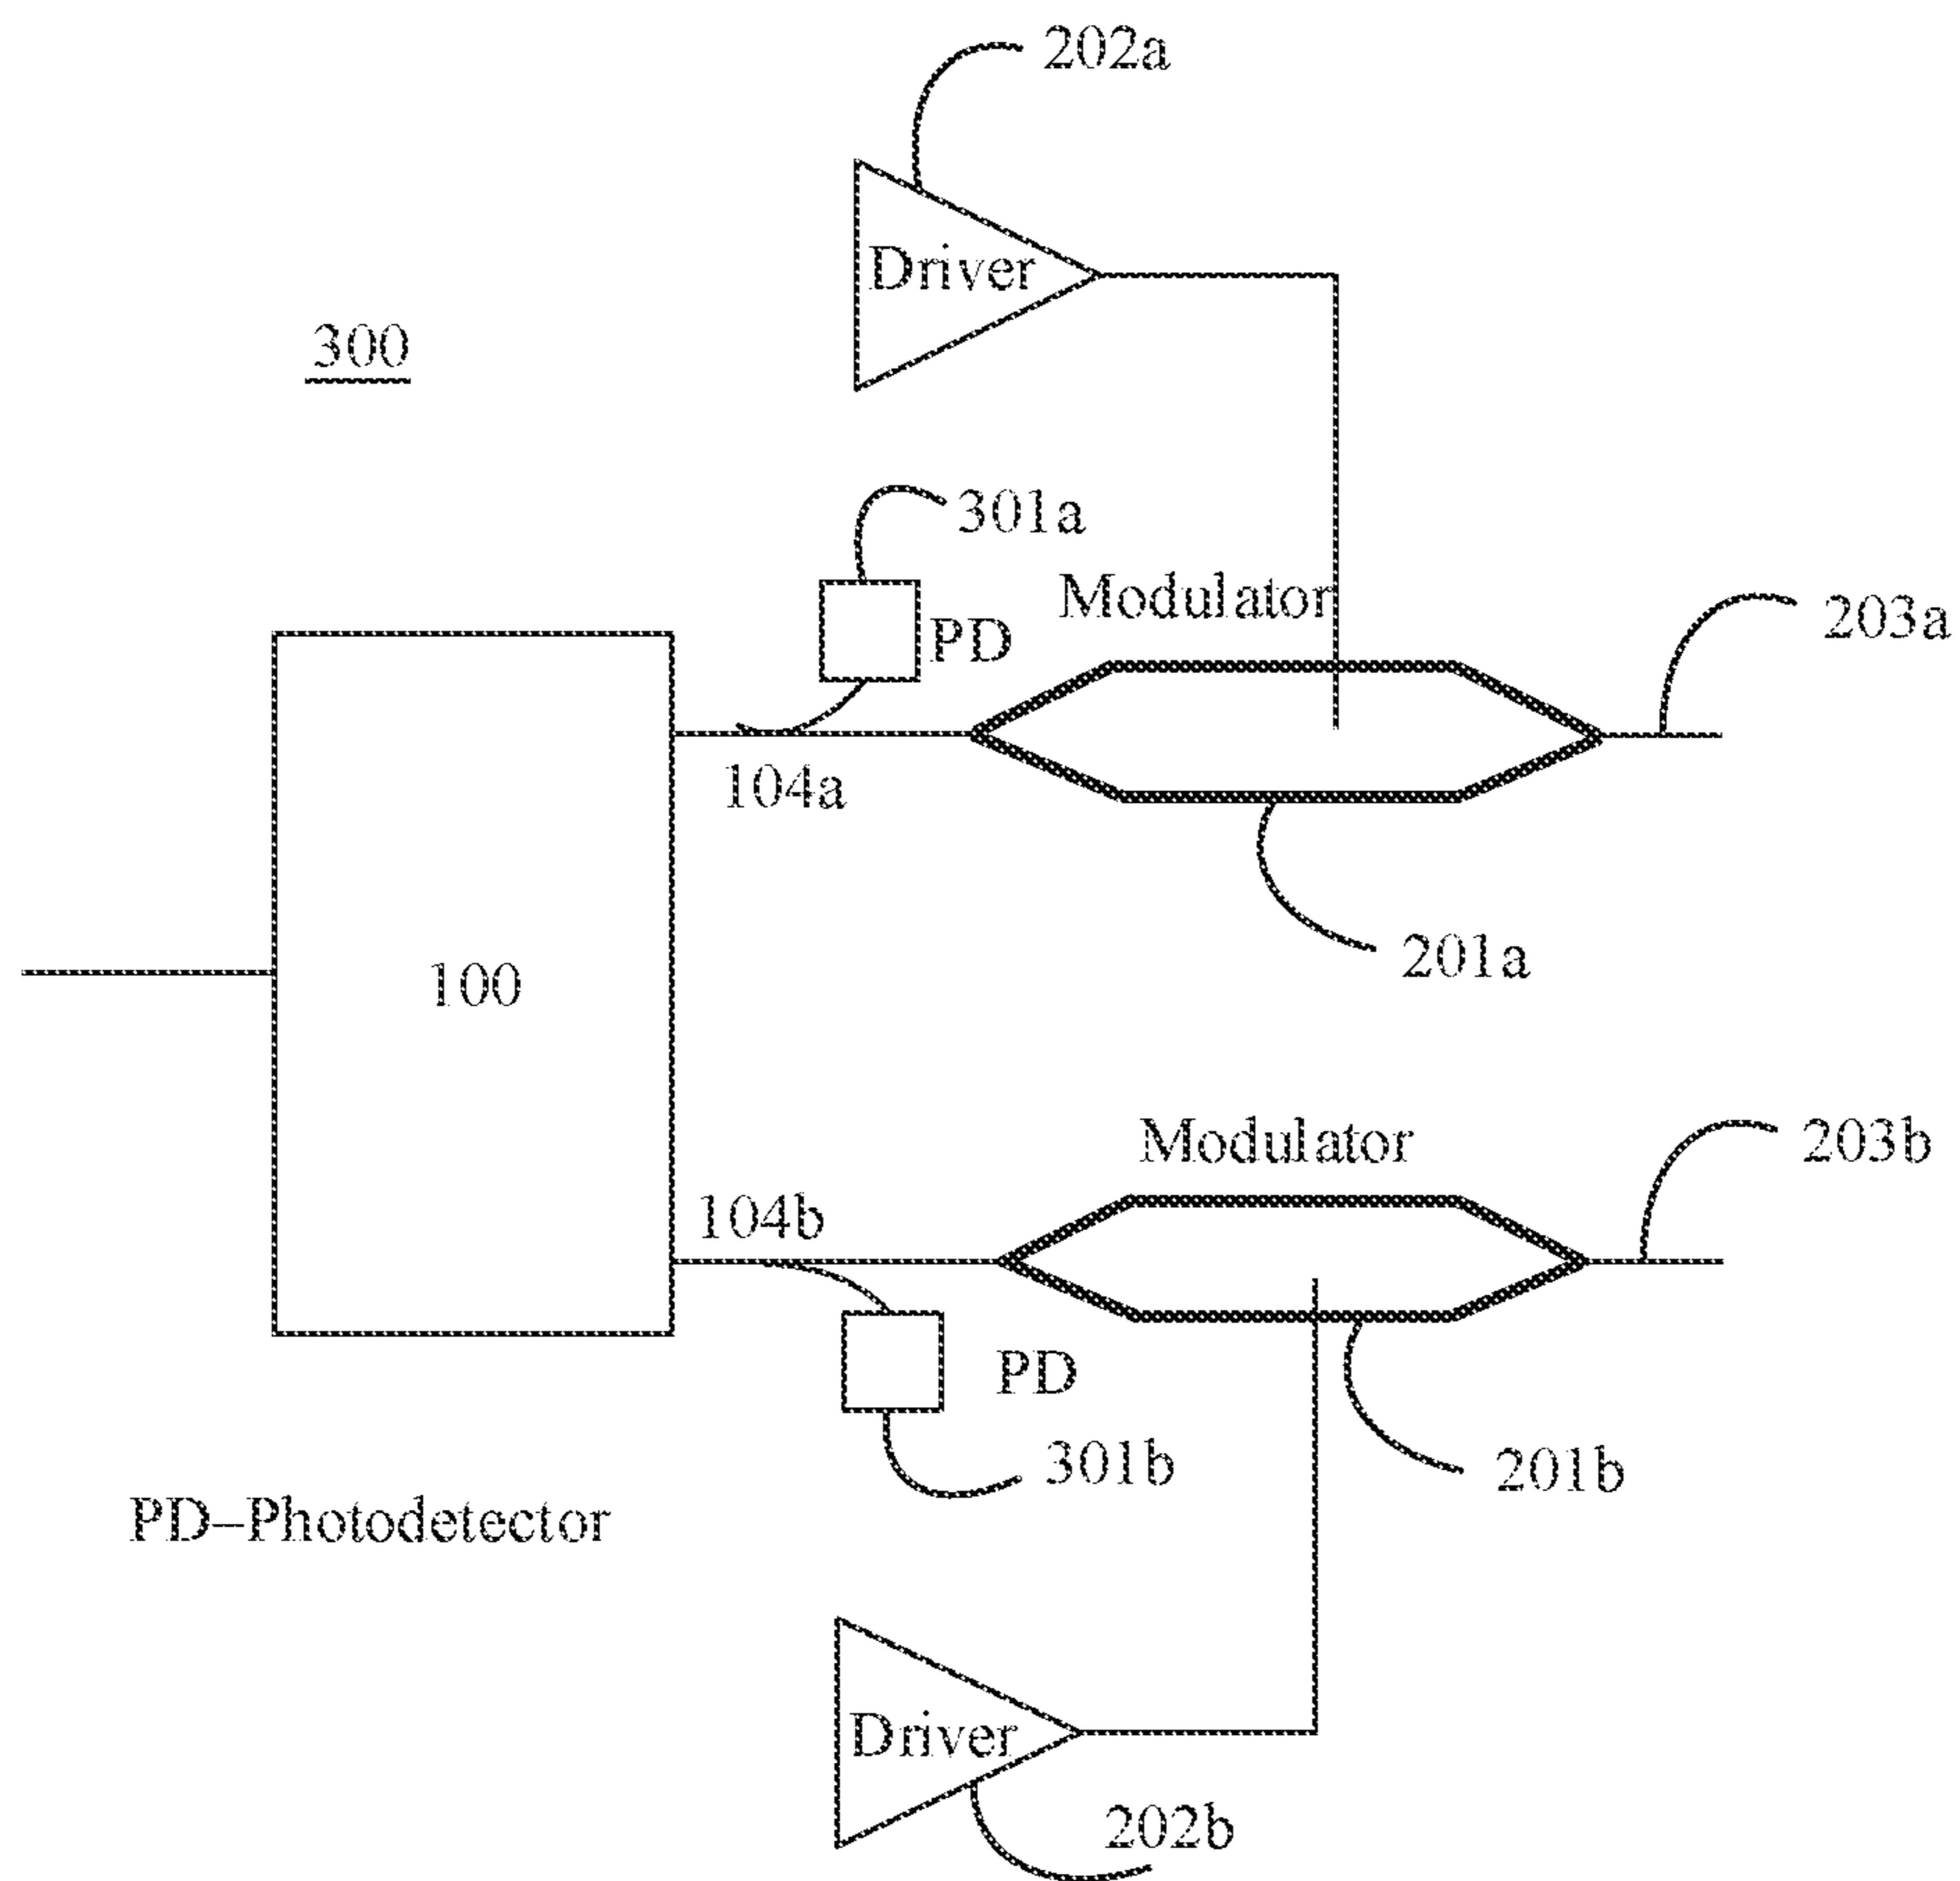 202a
Driver
300
301a
Modulator
203a
PD
104a
201a
100
Modulator
203b
104b
PD
301b
201b
PD–Photodetector
Driver
202b